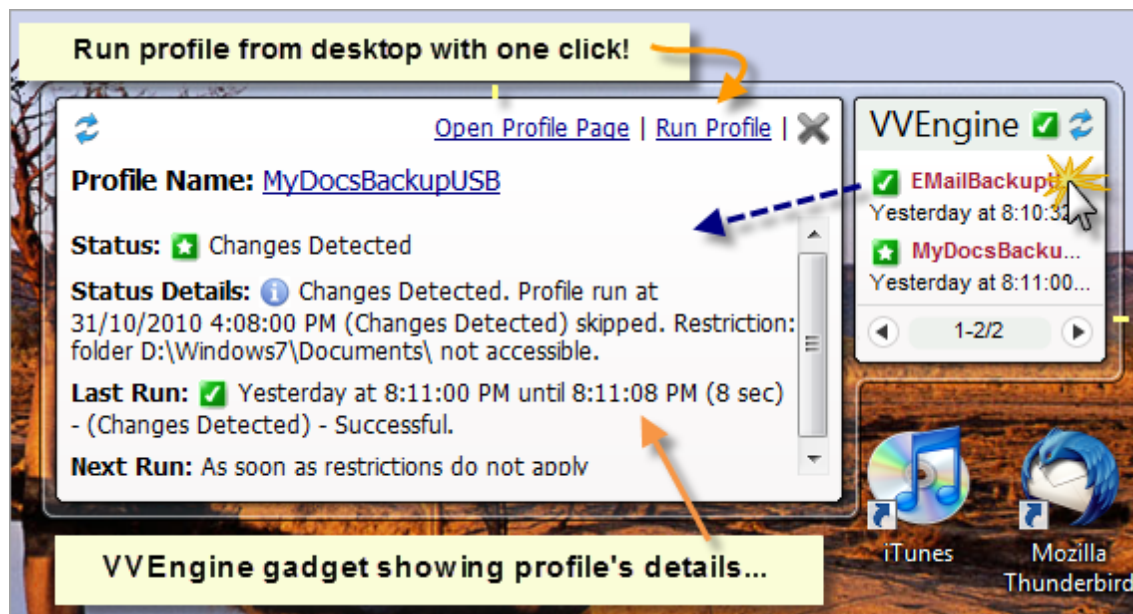 Run profile from desktop with one click!
Open Profile Page | Run Profile |
Profile Name: MyDocsBackupUSB
Status: Changes Detected
Status Details: Changes Detected. Profile run at
31/10/2010 4:08:00 PM (Changes Detected) skipped. Restriction:
folder D:\Windows7\Documents\ not accessible.
Last Run: Yesterday at 8:11:00 PM until 8:11:08 PM (8 sec)
- (Changes Detected) - Successful.
Next Run: As soon as restrictions do not apply
VVEngine
EMailBackup
Yesterday at 8:10:32
MyDocsBacku...
Yesterday at 8:11:00...
1-2/2
VVEngine gadget showing profile's details...
iTunes
Mozilla
Thunderbird